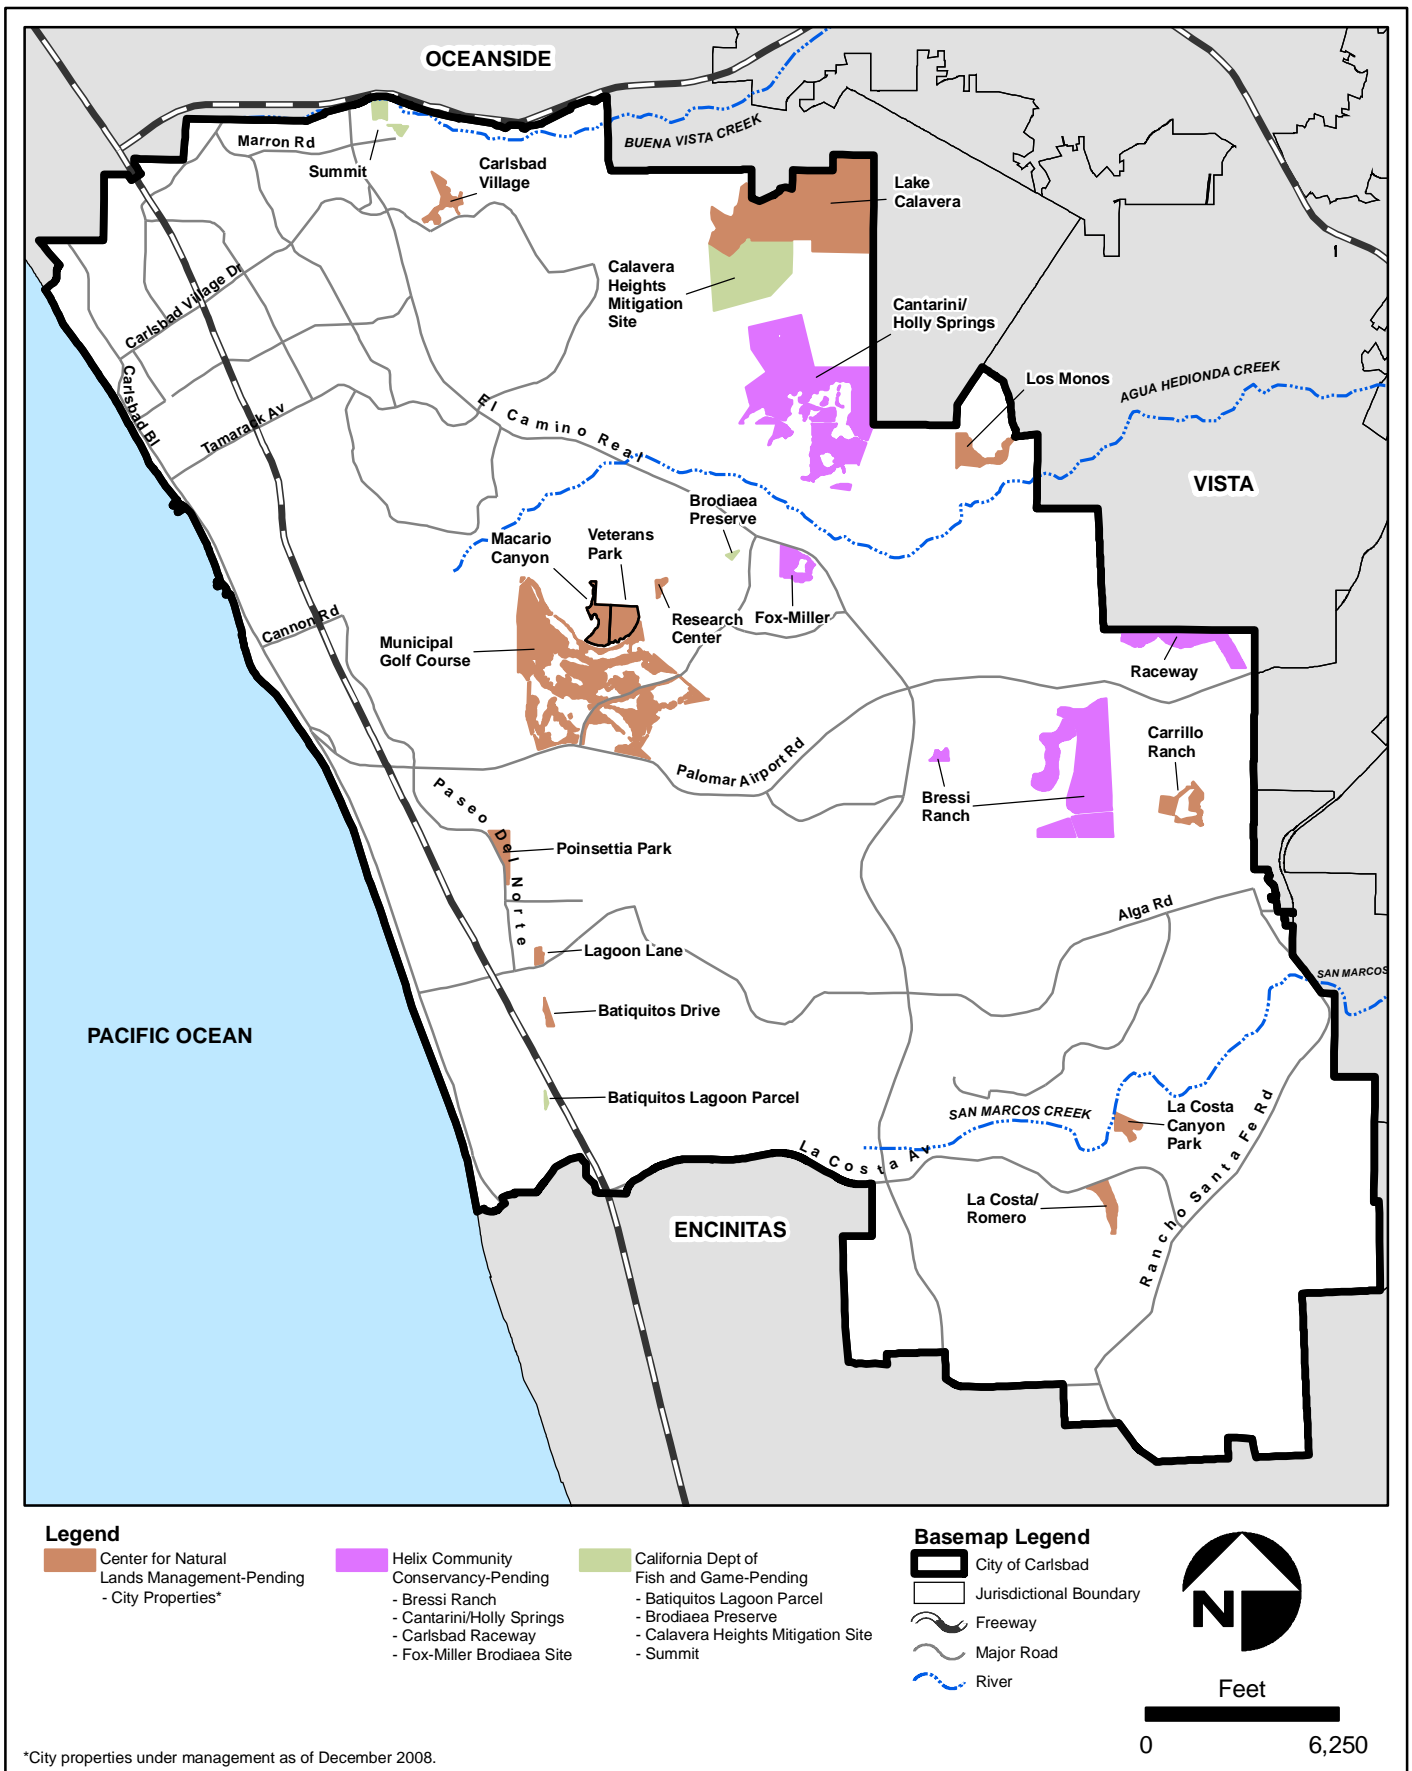 OCEANSIDE
BUENA VISTA CREEK
Marron Rd
Summit
Carlsbad
Village
Lake
Calavera
Calavera
Heights
Mitigation
Site
Carlsbad Village Dr
Cantarini/
Holly Springs
Los Monos
AGUA HEDIONDA CREEK
Carlsbad Bl
Tamarack Av
El Camino Real
VISTA
Brodiaea
Preserve
Macario
Canyon
Veterans
Park
Cannon Rd
Research
Center
Fox-Miller
Municipal
Golf Course
Raceway
Palomar Airport Rd
Carrillo
Ranch
Bressi
Ranch
Paseo Del Norte
Poinsettia Park
Alga Rd
Lagoon Lane
SAN MARCOS
Batiquitos Drive
PACIFIC OCEAN
Batiquitos Lagoon Parcel
SAN MARCOS CREEK
La Costa
Canyon
Park
La Costa Av
Rancho Santa Fe Rd
La Costa/
Romero
ENCINITAS
Legend
Center for Natural
Lands Management-Pending
- City Properties*
Helix Community
Conservancy-Pending
- Bressi Ranch
- Cantarini/Holly Springs
- Carlsbad Raceway
- Fox-Miller Brodiaea Site
California Dept of
Fish and Game-Pending
- Batiquitos Lagoon Parcel
- Brodiaea Preserve
- Calavera Heights Mitigation Site
- Summit
Basemap Legend
City of Carlsbad
Jurisdictional Boundary
Freeway
Major Road
River
N
Feet
0 6,250
*City properties under management as of December 2008.